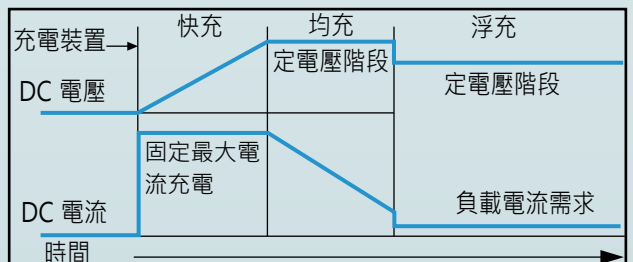 快充
均充
浮充
充電裝置
定電壓階段
定電壓階段
DC 電壓
固定最大電
流充電
負載電流需求
DC 電流
時間